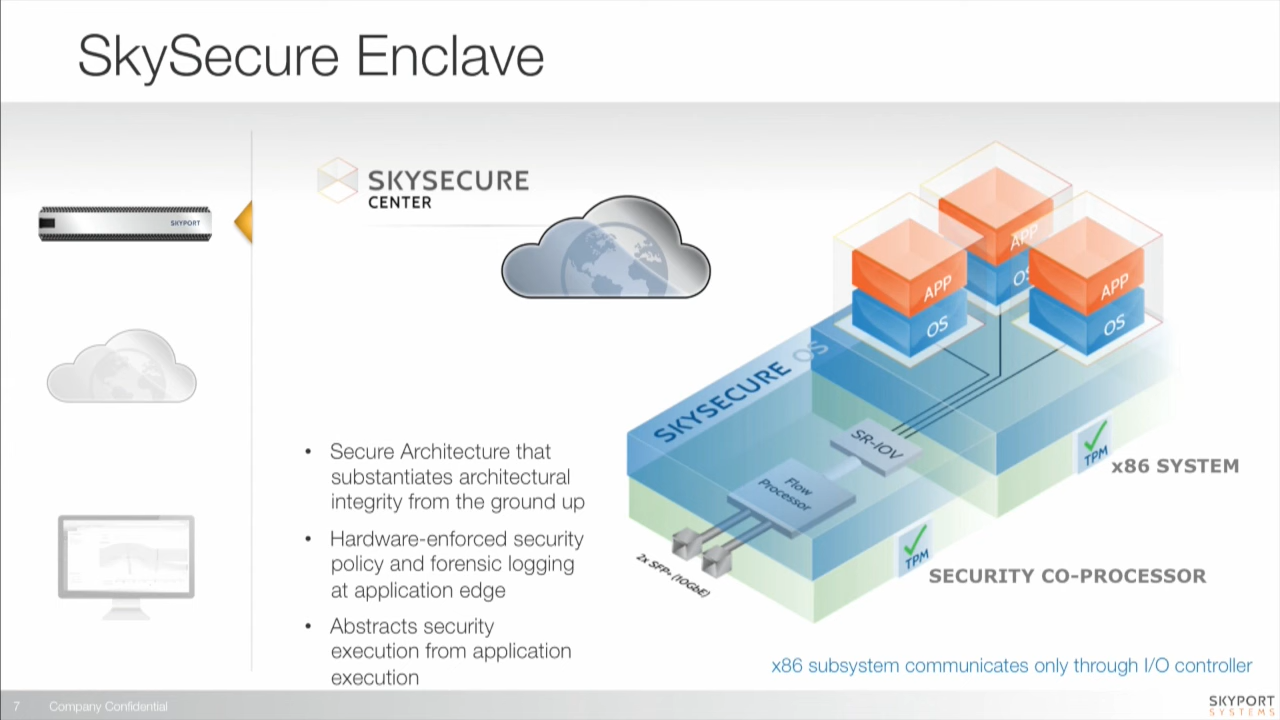 SkySecure Enclave
SKYPORT
SKYSECURE
CENTER
APP
OS
APP
OS
APP
OS
SKYSECURE OS
SR-IOV
Flow
Processor
2x SFP+ (10GbE)
TPM
x86 SYSTEM
TPM
SECURITY CO-PROCESSOR
• Secure Architecture that
substantiates architectural
integrity from the ground up
• Hardware-enforced security
policy and forensic logging
at application edge
• Abstracts security
execution from application
execution
x86 subsystem communicates only through I/O controller
7 Company Confidential
SKYPORT
SYSTEMS